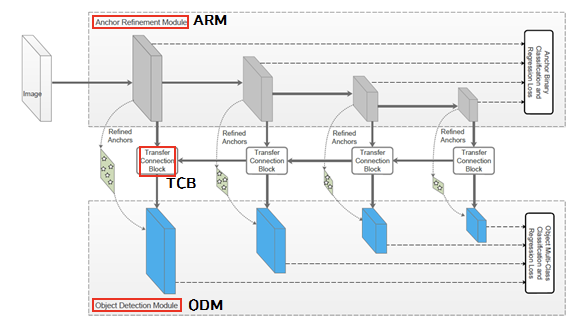 Anchor Refinement Module ARM
Image
Anchor Binary
Classification and
Regression Loss
Refined
Anchors
Refined
Anchors
Refined
Anchors
Refined
Anchors
Transfer
Connection
Block
Transfer
Connection
Block
Transfer
Connection
Block
Transfer
Connection
Block
TCB
Object Multi-Class
Classification and
Regression Loss
Object Detection Module ODM